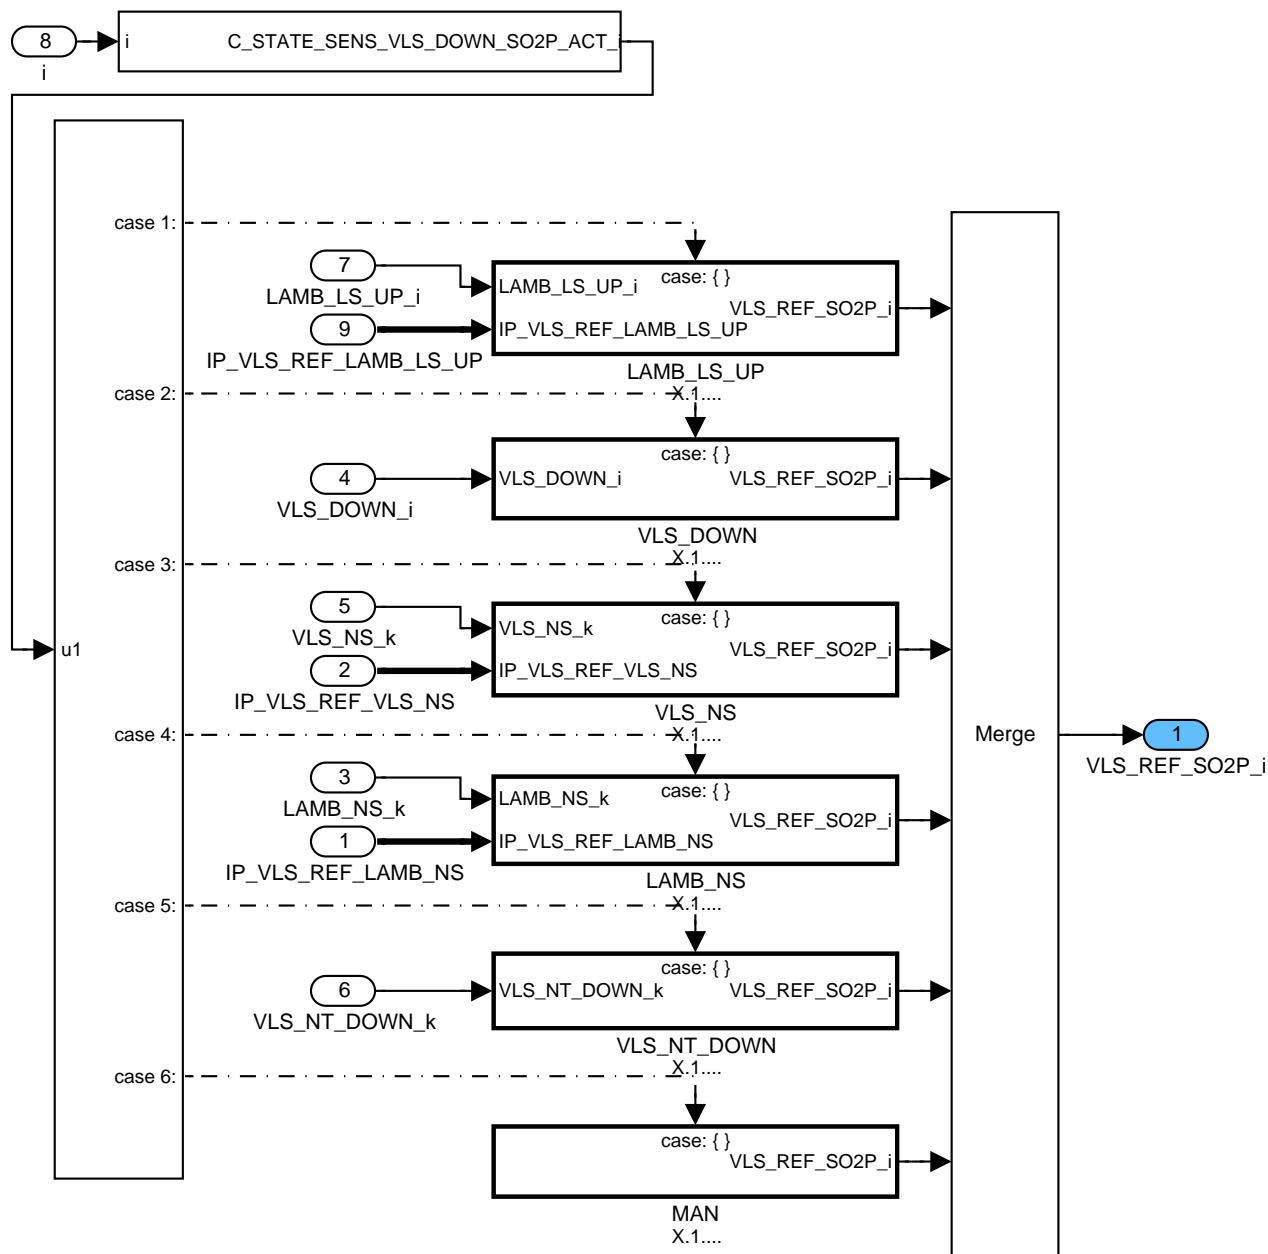 8
i
i
C_STATE_SENS_VLS_DOWN_SO2P_ACT_i
u1
case 1:
7
LAMB_LS_UP_i
9
IP_VLS_REF_LAMB_LS_UP
case: { }
LAMB_LS_UP_i
VLS_REF_SO2P_i
IP_VLS_REF_LAMB_LS_UP
LAMB_LS_UP
X.1....
case 2:
4
VLS_DOWN_i
case: { }
VLS_DOWN_i
VLS_REF_SO2P_i
VLS_DOWN
X.1....
case 3:
5
VLS_NS_k
2
IP_VLS_REF_VLS_NS
case: { }
VLS_NS_k
VLS_REF_SO2P_i
IP_VLS_REF_VLS_NS
VLS_NS
X.1....
case 4:
3
LAMB_NS_k
1
IP_VLS_REF_LAMB_NS
case: { }
LAMB_NS_k
VLS_REF_SO2P_i
IP_VLS_REF_LAMB_NS
LAMB_NS
X.1....
case 5:
6
VLS_NT_DOWN_k
case: { }
VLS_NT_DOWN_k
VLS_REF_SO2P_i
VLS_NT_DOWN
X.1....
case 6:
case: { }
VLS_REF_SO2P_i
MAN
X.1....
Merge
1
VLS_REF_SO2P_i